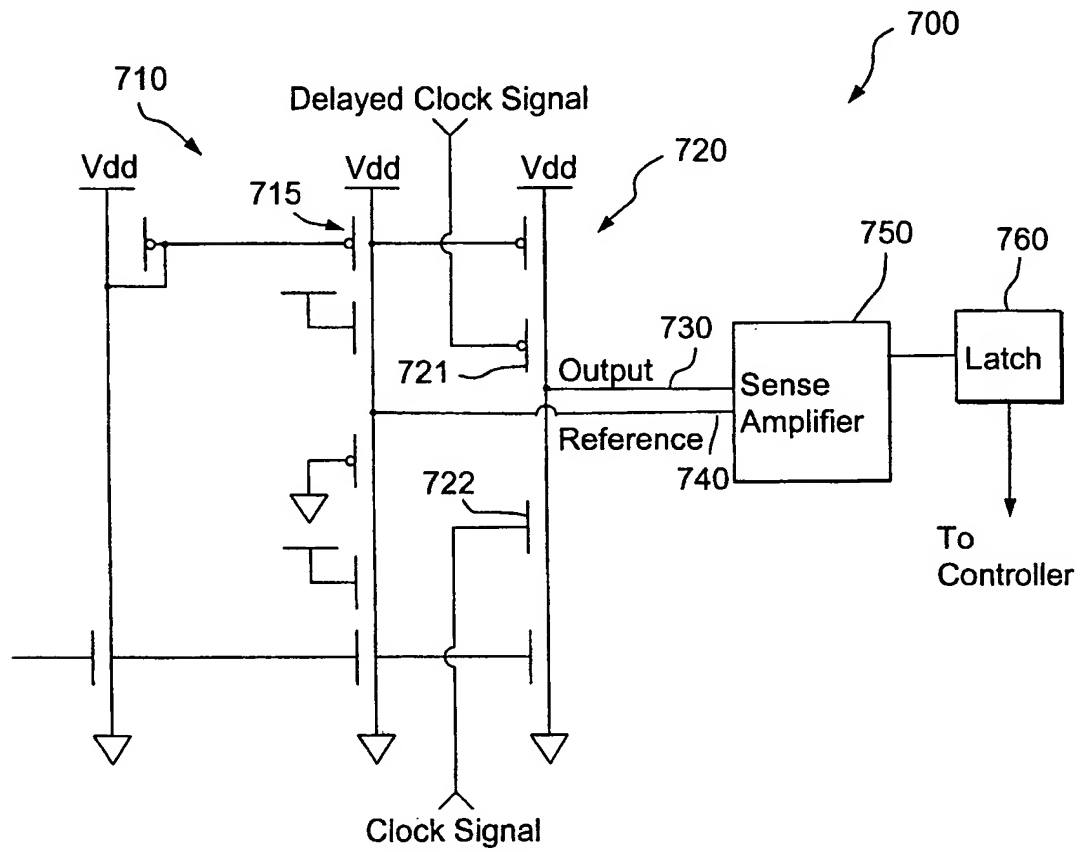 700
710
Delayed Clock Signal
720
Vdd
Vdd
Vdd
715
750
760
730
721
Output
Sense
Amplifier
Latch
Reference
740
722
To
Controller
Clock Signal